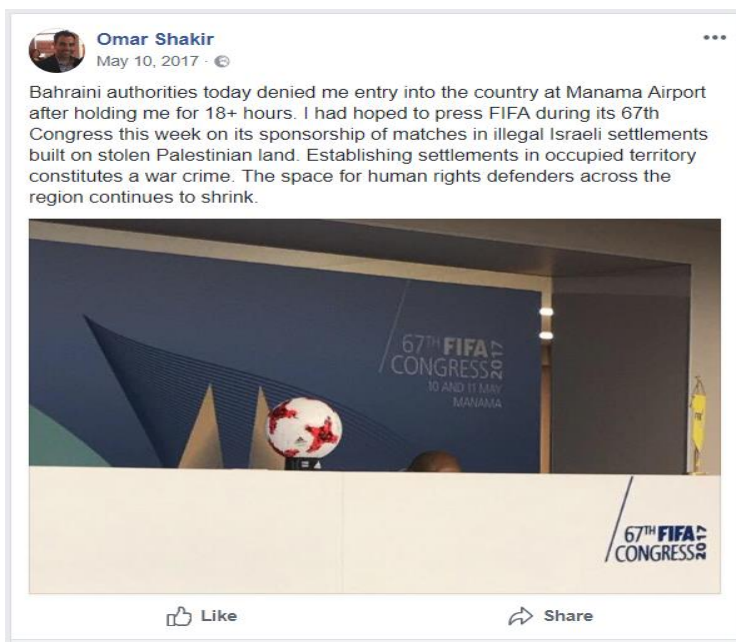 Omar Shakir
May 10, 2017 ·
Bahraini authorities today denied me entry into the country at Manama Airport
after holding me for 18+ hours. I had hoped to press FIFA during its 67th
Congress this week on its sponsorship of matches in illegal Israeli settlements
built on stolen Palestinian land. Establishing settlements in occupied territory
constitutes a war crime. The space for human rights defenders across the
region continues to shrink.
67TH FIFA
CONGRESS 2017
10 AND 11 MAY
MANAMA
67TH FIFA
CONGRESS 2017
Like
Share